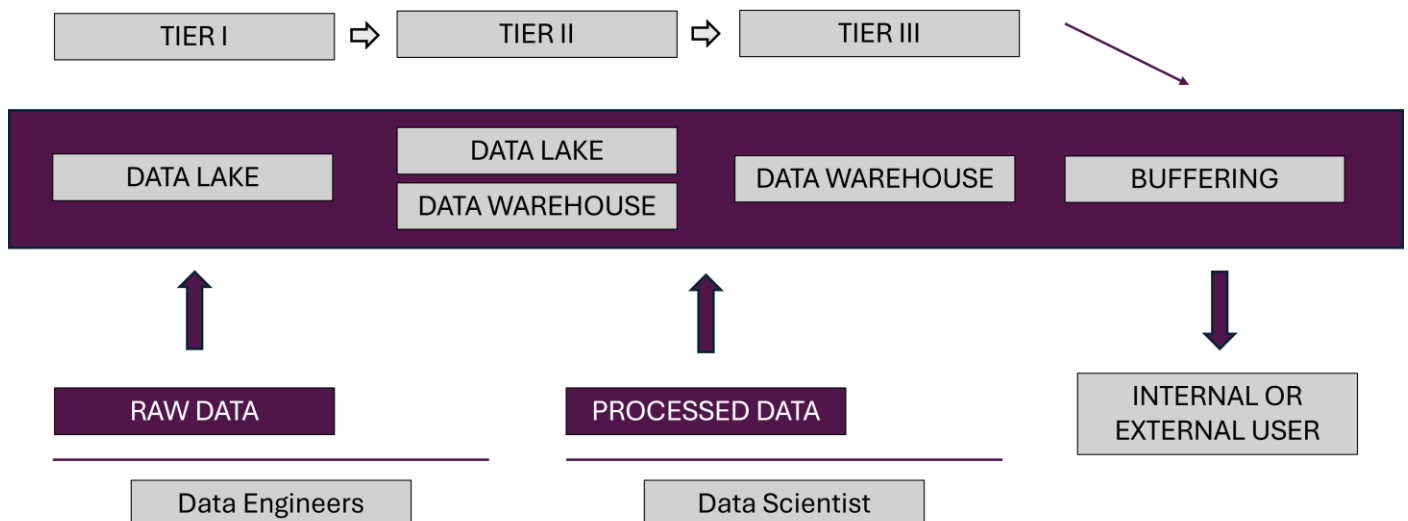 TIER I
TIER II
TIER III
DATA LAKE
DATA LAKE
DATA WAREHOUSE
DATA WAREHOUSE
BUFFERING
RAW DATA
PROCESSED DATA
INTERNAL OR
EXTERNAL USER
Data Engineers
Data Scientist